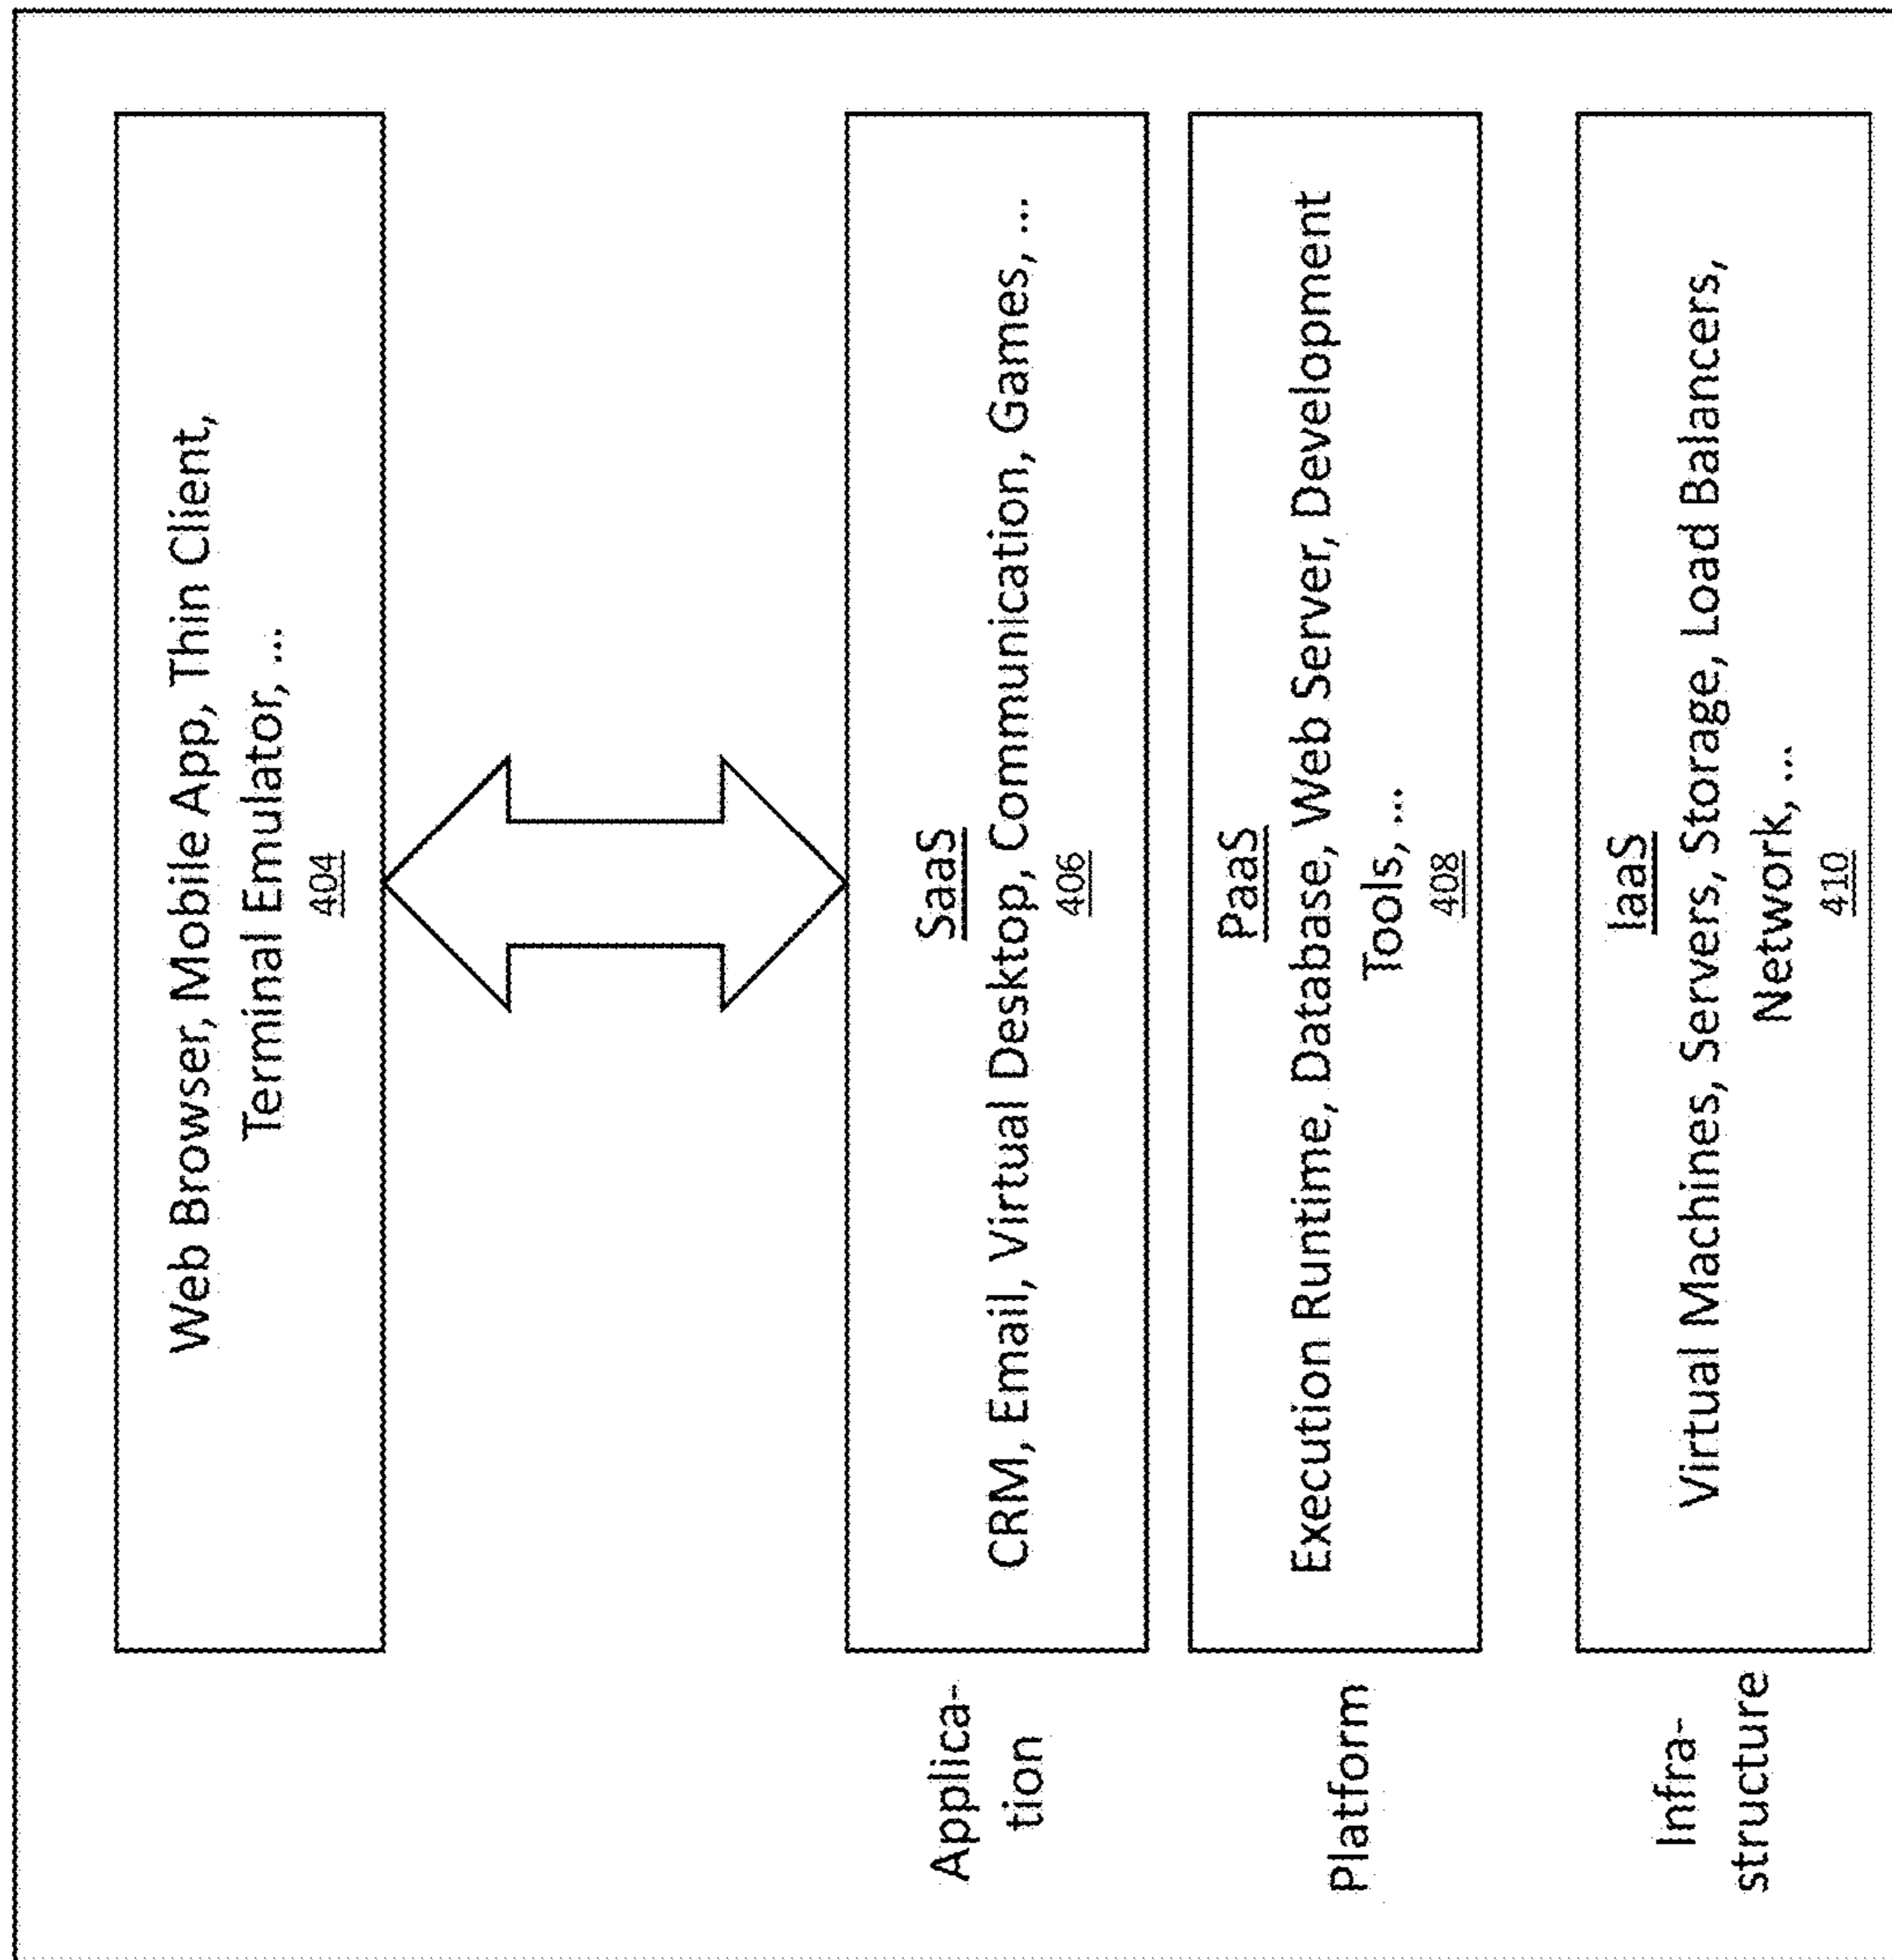 Web Browser, Mobile App, Thin Client,
Terminal Emulator, ...
404
Applica-
tion
SaaS
CRM, Email, Virtual Desktop, Communication, Games, ...
406
Platform
PaaS
Execution Runtime, Database, Web Server, Development
Tools, ...
408
Infra-
structure
IaaS
Virtual Machines, Servers, Storage, Load Balancers,
Network, ...
410